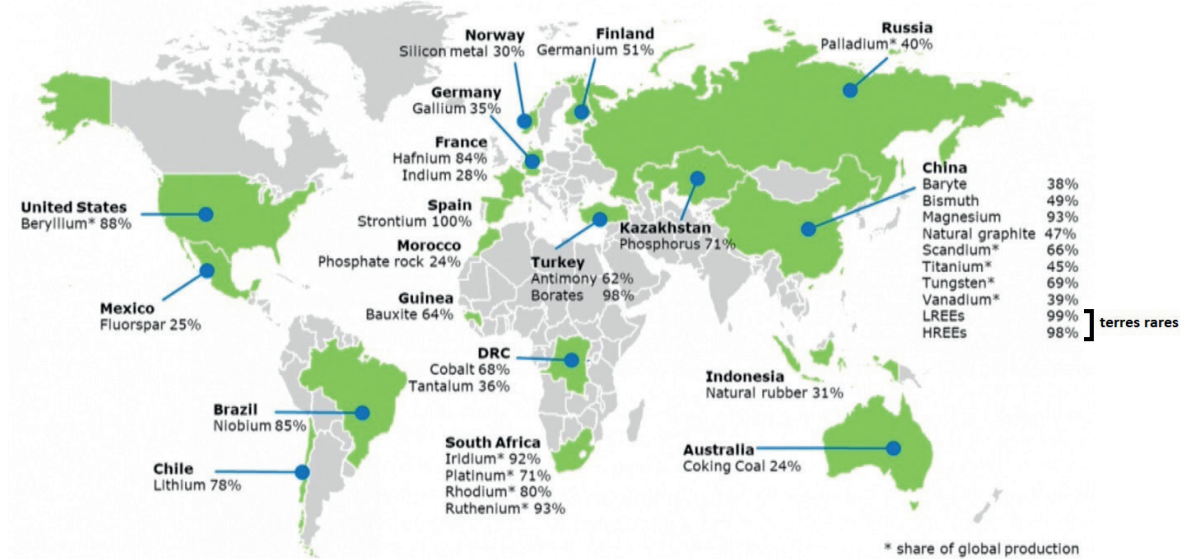 Norway
Silicon metal 30%
Finland
Germanium 51%
Russia
Palladium* 40%
Germany
Gallium 35%
France
Hafnium 84%
Indium 28%
China
Baryte 38%
Bismuth 49%
Magnesium 93%
Natural graphite 47%
Scandium* 66%
Titanium* 45%
Tungsten* 69%
Vanadium* 39%
LREEs 99%
HREEs 98%
terres rares
United States
Beryllium* 88%
Spain
Strontium 100%
Kazakhstan
Phosphorus 71%
Morocco
Phosphate rock 24%
Turkey
Antimony 62%
Borates 98%
Mexico
Fluorspar 25%
Guinea
Bauxite 64%
DRC
Cobalt 68%
Tantalum 36%
Indonesia
Natural rubber 31%
Brazil
Niobium 85%
South Africa
Iridium* 92%
Platinum* 71%
Rhodium* 80%
Ruthenium* 93%
Australia
Coking Coal 24%
Chile
Lithium 78%
* share of global production